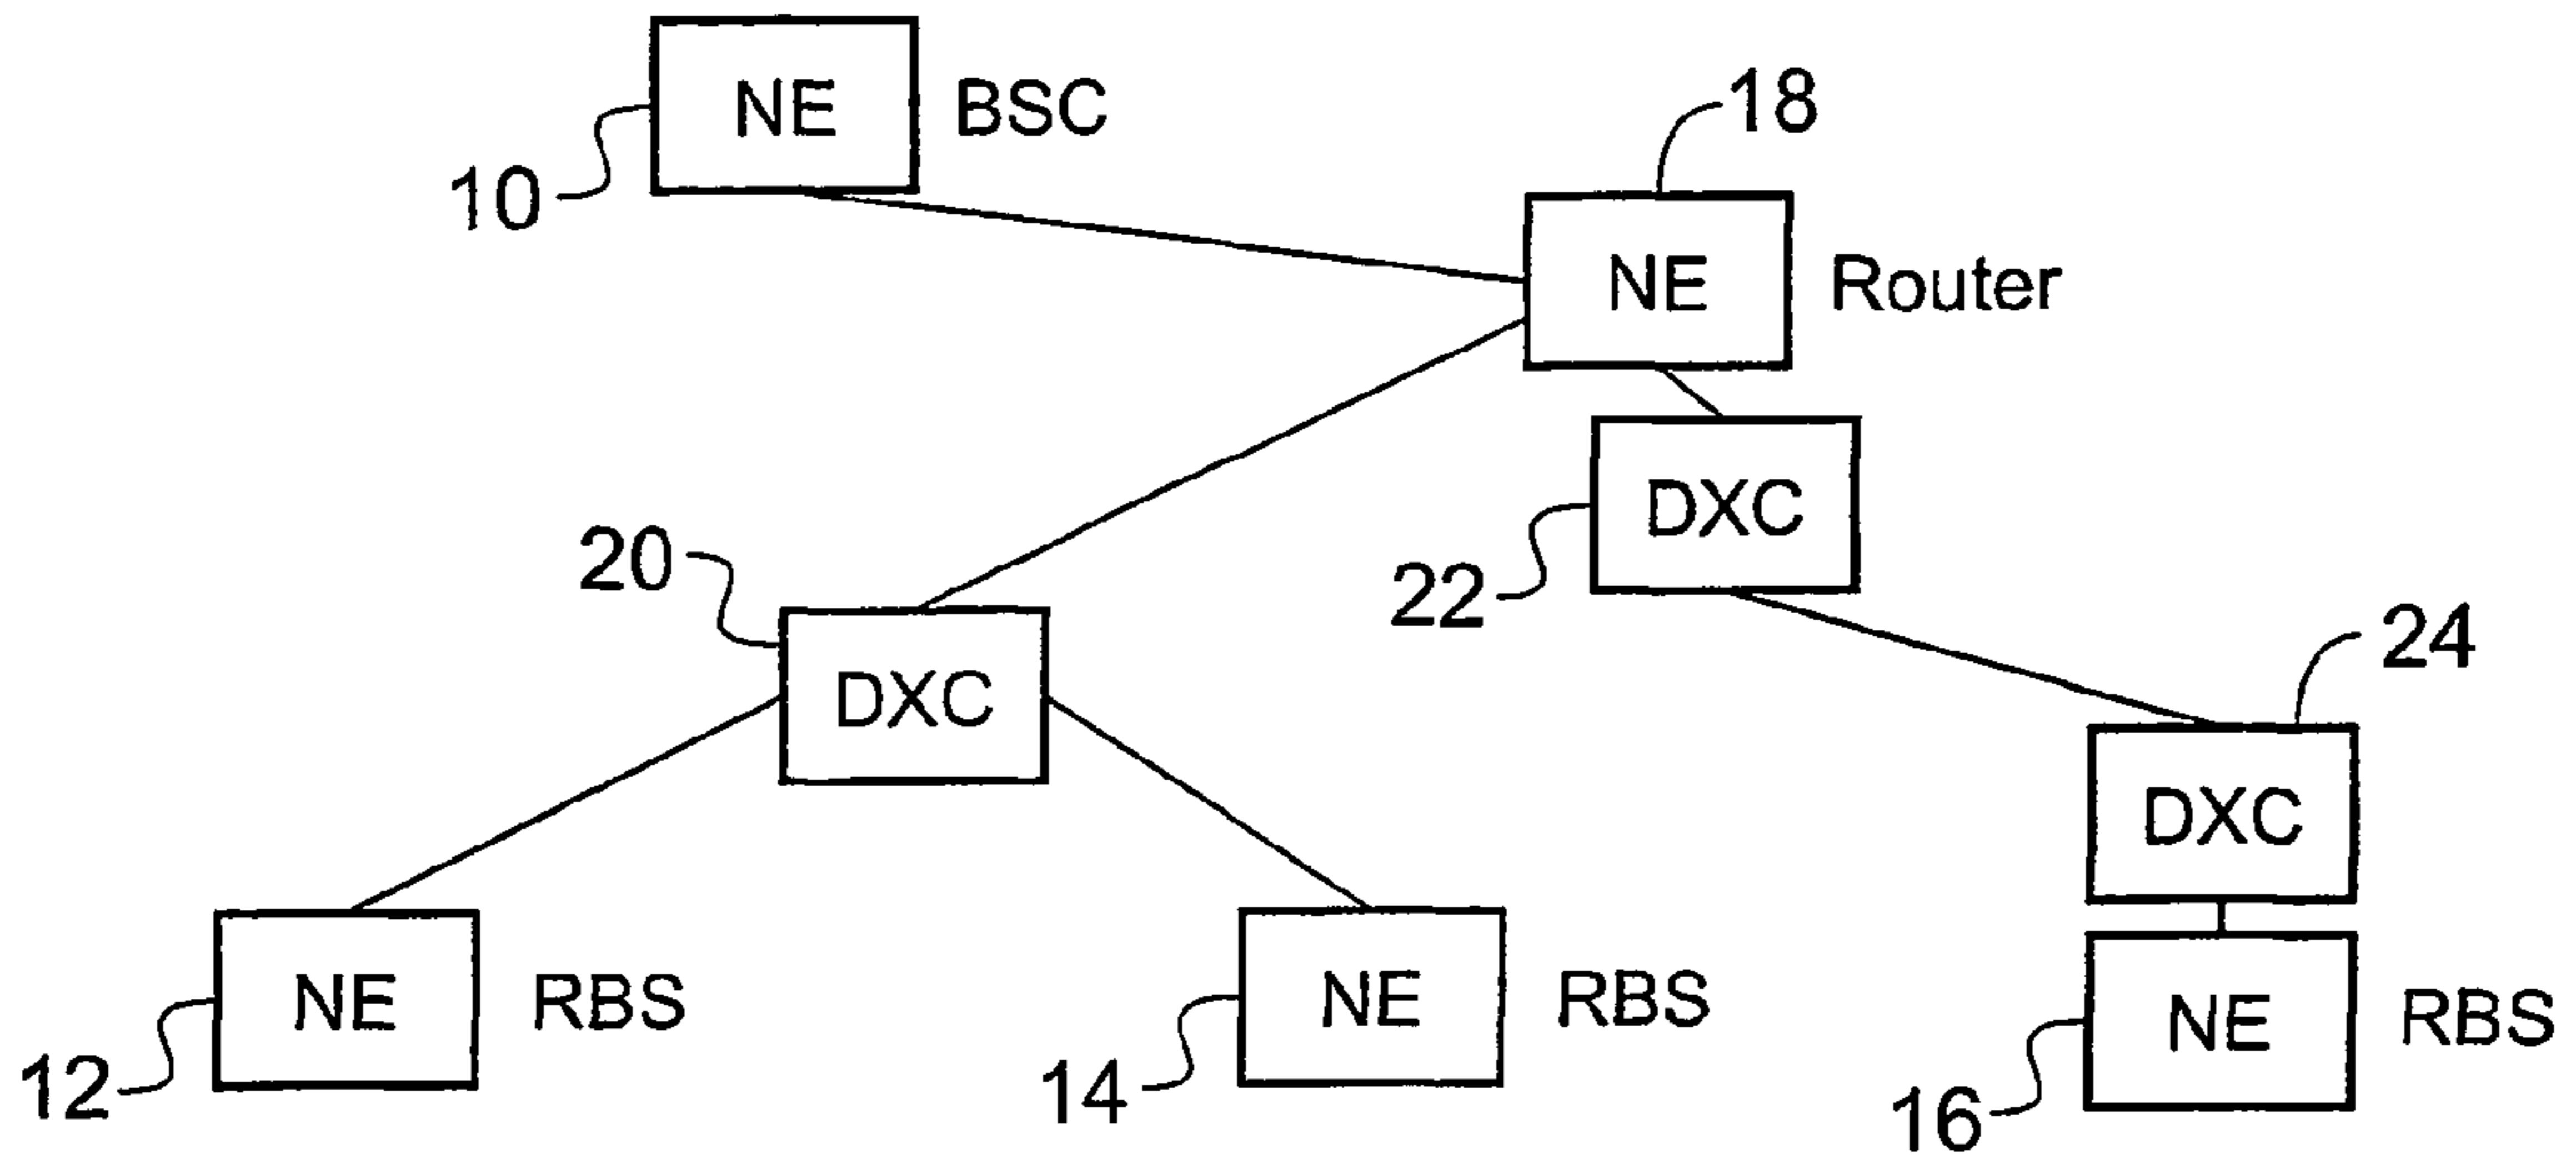 NE BSC
10
18
NE Router
20
DXC
22
DXC
24
DXC
NE RBS
12
NE RBS
14
NE RBS
16